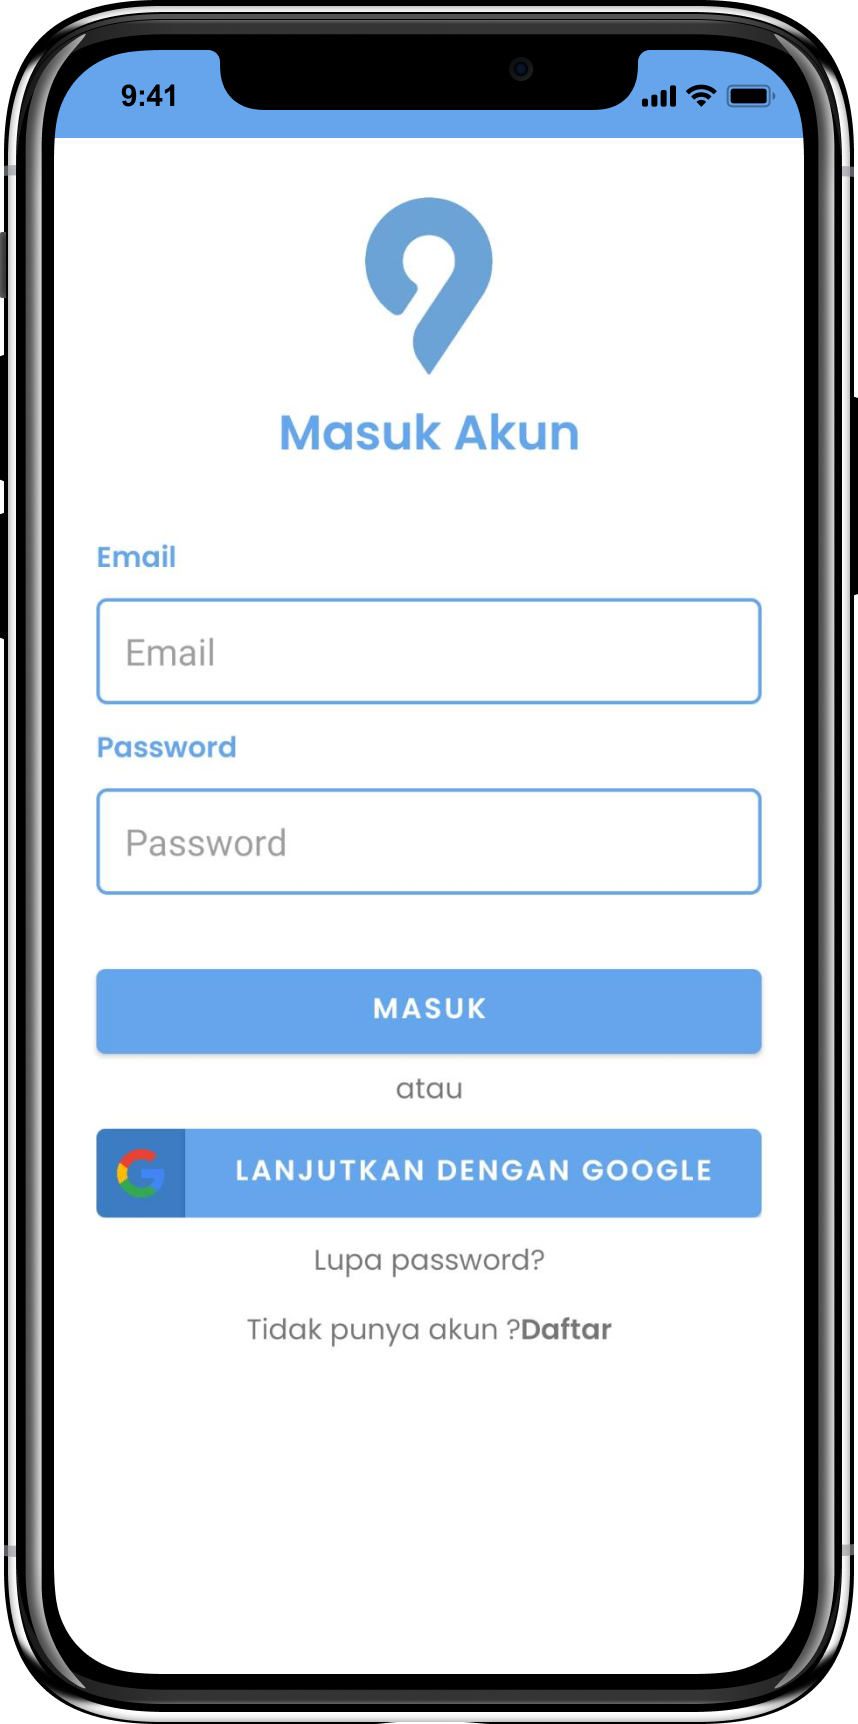 9:41
Masuk Akun
Email
Email
Password
Password
MASUK
atau
LANJUTKAN DENGAN GOOGLE
Lupa password?
Tidak punya akun ?Daftar